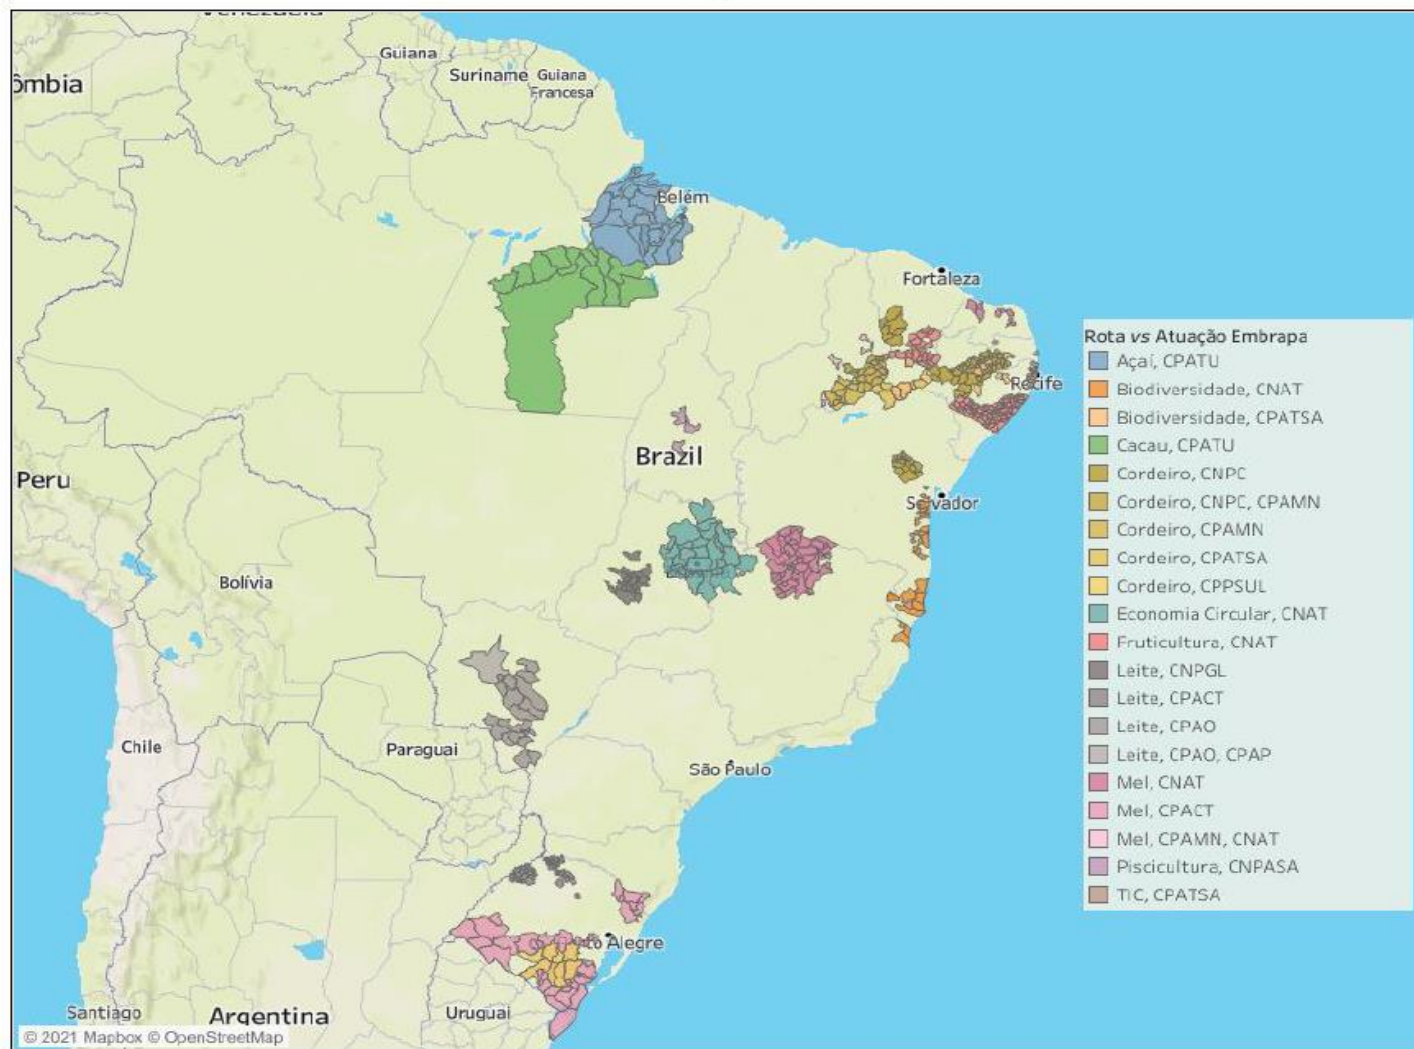 Venezuela
Guiana
Suriname
Guiana
Francesa
ômbia
Belém
Fortaleza
Recife
Rota vs Atuação Embrapa
Açaí, CPATU
Biodiversidade, CNAT
Biodiversidade, CPATSA
Cacau, CPATU
Cordeiro, CNPC
Cordeiro, CNPC, CPAMN
Cordeiro, CPAMN
Cordeiro, CPATSA
Cordeiro, CPPSUL
Economia Circular, CNAT
Fruticultura, CNAT
Leite, CNPGL
Leite, CPACT
Leite, CPAO
Leite, CPAO, CPAP
Mel, CNAT
Mel, CPACT
Mel, CPAMN, CNAT
Piscicultura, CNPASA
TIC, CPATSA
Brazil
Peru
Salvador
Bolívia
Chile
Paraguai
São Paulo
to Alegre
Santiago
Argentina
Uruguai
© 2021 Mapbox © OpenStreetMap